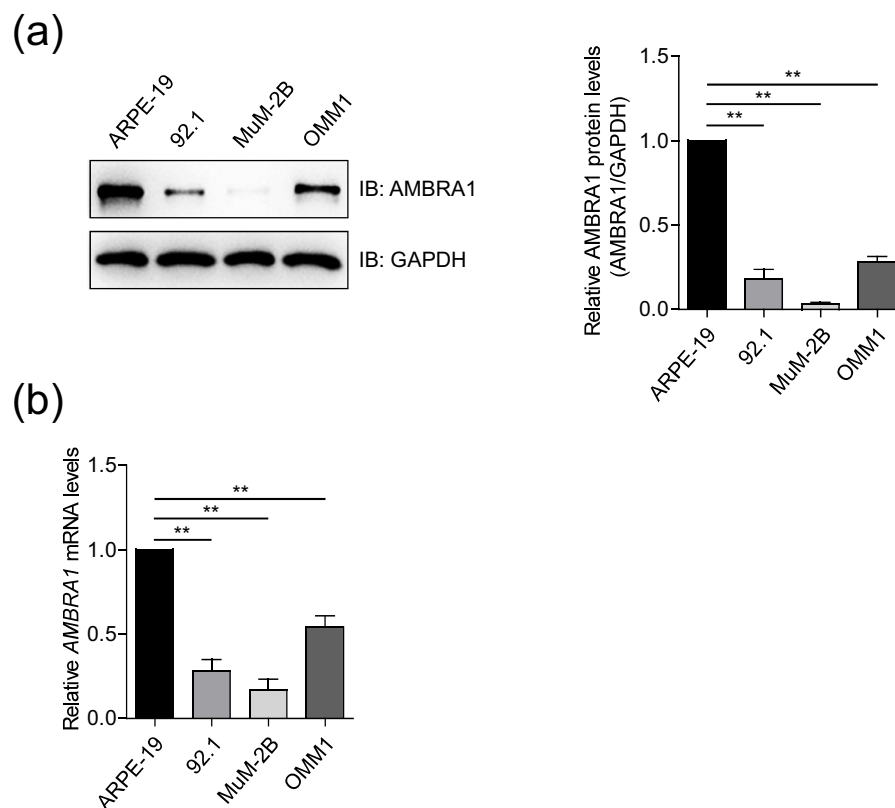 (a)
ARPE-19
92.1
MuM-2B
OMM1
IB: AMBRA1
IB: GAPDH
Relative AMBRA1 protein levels
(AMBRA1/GAPDH)
1.5
1.0
0.5
0.0
**
**
**
ARPE-19
92.1
MuM-2B
OMM1
(b)
Relative AMBRA1 mRNA levels
1.5
1.0
0.5
0.0
**
**
**
ARPE-19
92.1
MuM-2B
OMM1